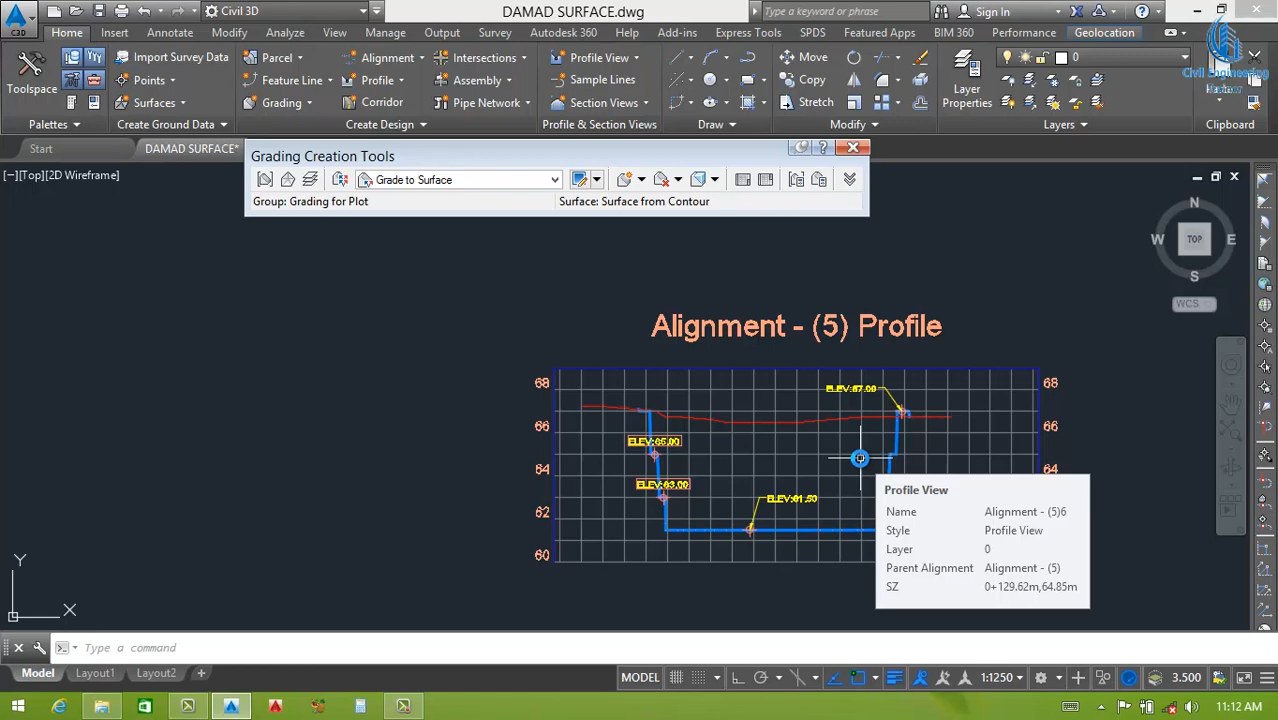 Civil 3D
DAMAD SURFACE.dwg
Type a keyword or phrase
Sign In
C3D
Home Insert Annotate Modify Analyze View Manage Output Survey Autodesk 360 Help Add-ins Express Tools SPDS Featured Apps BIM 360 Performance Geolocation
Toolspace
Import Survey Data
Points
Surfaces
Parcel
Feature Line
Grading
Alignment
Profile
Corridor
Intersections
Assembly
Pipe Network
Profile View
Sample Lines
Section Views
Move
Copy
Stretch
Layer
Properties
0
Civil Engineering
Palettes
Create Ground Data
Create Design
Profile & Section Views
Draw
Modify
Layers
Clipboard
Start
DAMAD SURFACE*
Grading Creation Tools
Grade to Surface
Group: Grading for Plot
Surface: Surface from Contour
[−][Top][2D Wireframe]
N
W TOP E
S
WCS
Alignment - (5) Profile
68 68
66 66
64 64
62
60
ELEV:67.00
ELEV:65.00
ELEV:63.00
ELEV:61.50
Profile View
Name Alignment - (5)6
Style Profile View
Layer 0
Parent Alignment Alignment - (5)
SZ 0+129.62m,64.85m
Y
X
Type a command
Model Layout1 Layout2 +
MODEL
1:1250
3.500
11:12 AM